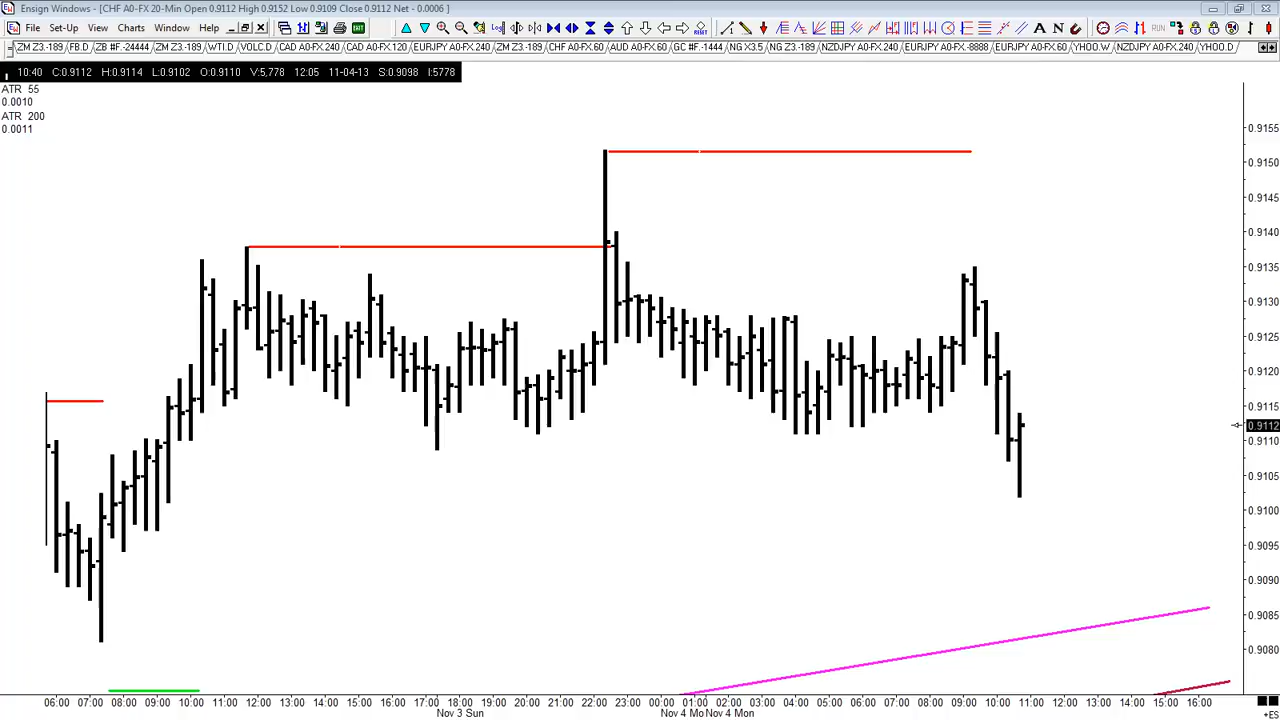 Ensign Windows - [CHF A0-FX 20-Min Open 0.9112 High 0.9152 Low 0.9109 Close 0.9112 Net - 0.0006 ]
File Set-Up View Charts Window Help
ZM Z3.-189 FB.D ZB #F.-24444 ZM Z3.-189 WTI.D VOLC.D CAD A0-FX.240 CAD A0-FX.120 EURJPY A0-FX.240 ZM Z3.-189 CHF A0-FX.60 AUD A0-FX.60 GC #F.-1444 NG X3.5 NG Z3.-189 NZDJPY A0-FX.240 EURJPY A0-FX.-8888 EURJPY A0-FX.60 YHOO.W NZDJPY A0-FX.240 YHOO.D
10:40 C:0.9112 H:0.9114 L:0.9102 O:0.9110 V:5,778 12:05 11-04-13 S:0.9098 I:5778
ATR 55
0.0010
ATR 200
0.0011
0.9155
0.9150
0.9145
0.9140
0.9135
0.9130
0.9125
0.9120
0.9115
0.9112
0.9110
0.9105
0.9100
0.9095
0.9090
0.9085
0.9080
06:00 07:00 08:00 09:00 10:00 11:00 12:00 13:00 14:00 15:00 16:00 17:00 18:00 19:00 20:00 21:00 22:00 23:00 00:00 01:00 02:00 03:00 04:00 05:00 06:00 07:00 08:00 09:00 10:00 11:00 12:00 13:00 14:00 15:00 16:00
Nov 3 Sun Nov 4 Mo Nov 4 Mon
+ES